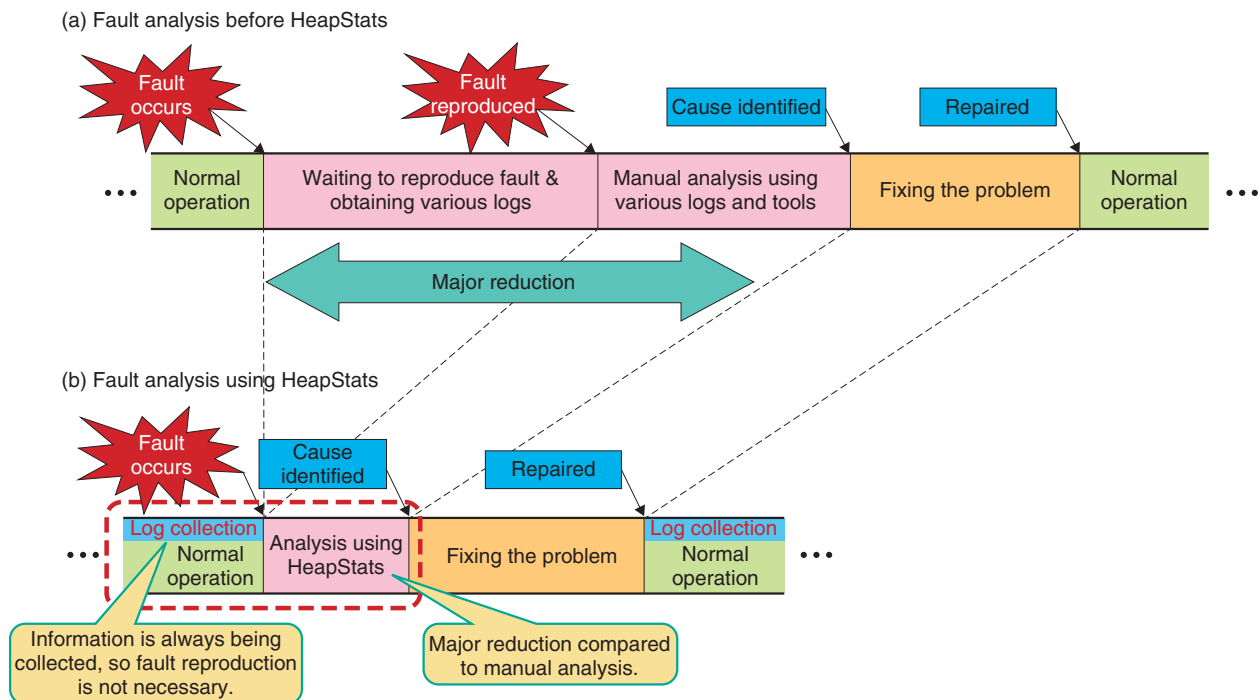 (a) Fault analysis before HeapStats
Fault
occurs
Fault
reproduced
Cause identified
Repaired
•••
Normal
operation
Waiting to reproduce fault &
obtaining various logs
Manual analysis using
various logs and tools
Fixing the problem
Normal
operation
•••
Major reduction
(b) Fault analysis using HeapStats
Fault
occurs
Cause
identified
Repaired
•••
Log collection
Normal
operation
Analysis using
HeapStats
Fixing the problem
Log collection
Normal
operation
•••
Information is always being
collected, so fault reproduction
is not necessary.
Major reduction compared
to manual analysis.